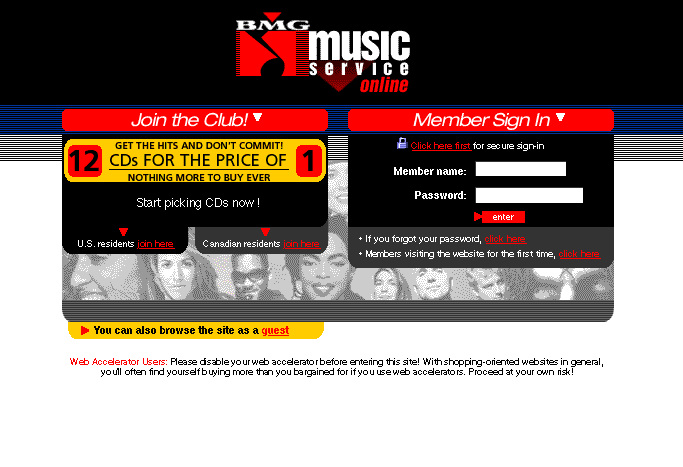 BMG
music
service
online
Join the Club!
GET THE HITS AND DON'T COMMIT!
12 CDs FOR THE PRICE OF 1
NOTHING MORE TO BUY EVER
Start picking CDs now !
U.S. residents join here
Canadian residents join here
Member Sign In
Click here first for secure sign-in
Member name:
Password:
enter
• If you forgot your password, click here.
• Members visiting the website for the first time, click here.
You can also browse the site as a guest
Web Accelerator Users: Please disable your web accelerator before entering this site! With shopping-oriented websites in general,
you'll often find yourself buying more than you bargained for if you use web accelerators. Proceed at your own risk!